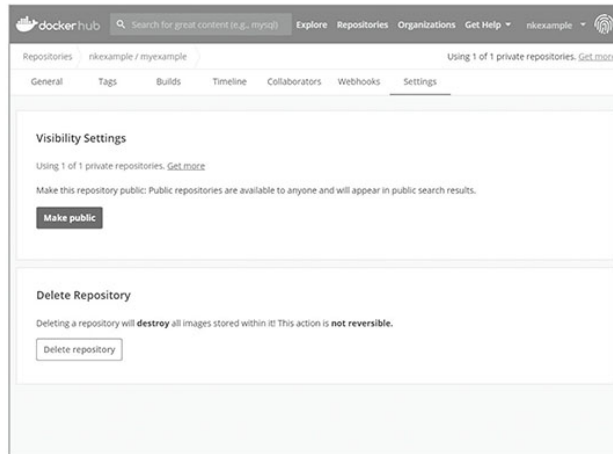 dockerhub Search for great content (e.g., mysql) Explore Repositories Organizations Get Help nkexample
Repositories nkexample / myexample Using 1 of 1 private repositories. Get more
General Tags Builds Timeline Collaborators Webhooks Settings
Visibility Settings
Using 1 of 1 private repositories. Get more
Make this repository public: Public repositories are available to anyone and will appear in public search results.
Make public
Delete Repository
Deleting a repository will destroy all images stored within it! This action is not reversible.
Delete repository